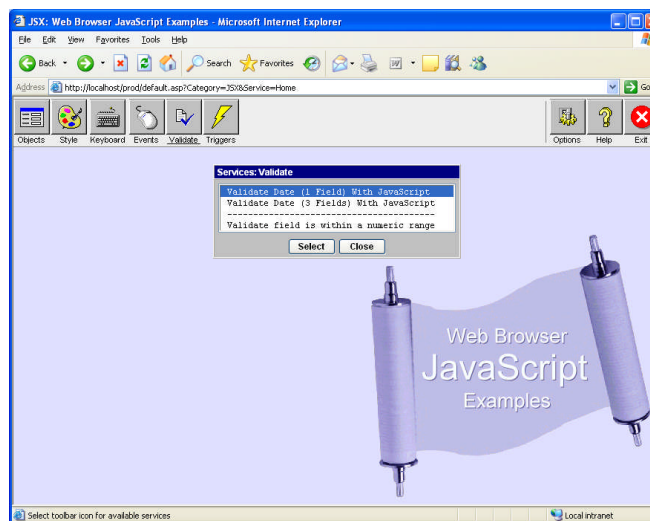 JSX: Web Browser JavaScript Examples - Microsoft Internet Explorer
File Edit View Favorites Tools Help
Back Search Favorites
Address http://localhost/prod/default.asp?Category=JSX&Service=Home Go
Objects Style Keyboard Events Validate Triggers Options Help Exit
Services: Validate
Validate Date (1 Field) With JavaScript
Validate Date (3 Fields) With JavaScript
----------------------------------------
Validate field is within a numeric range
Select Close
Web Browser
JavaScript
Examples
Select toolbar icon for available services Local intranet